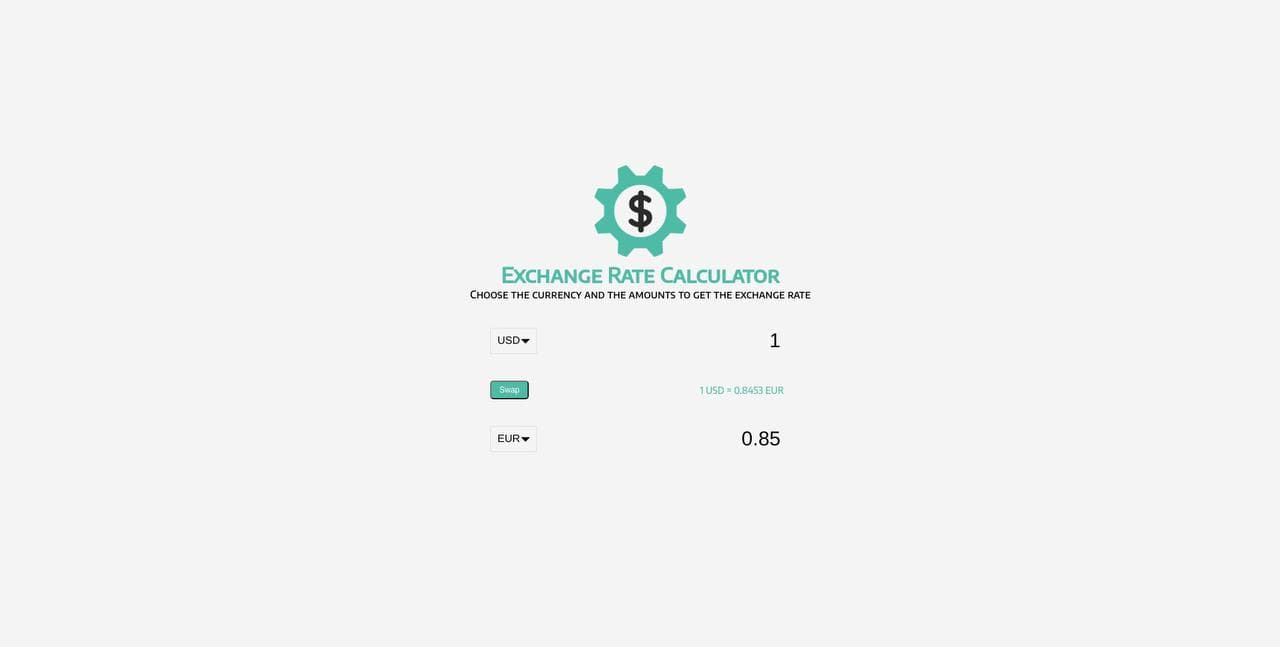 $
Exchange Rate Calculator
Choose the currency and the amounts to get the exchange rate
USD 1
Swap 1 USD = 0.8453 EUR
EUR 0.85